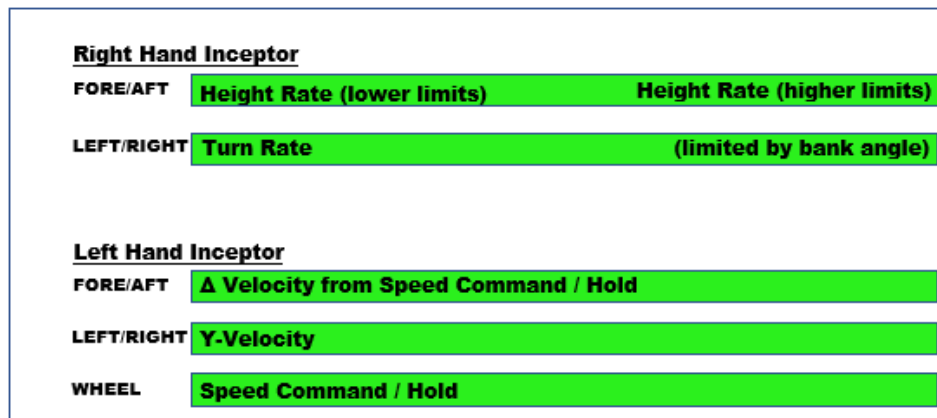 Right Hand Inceptor
FORE/AFT Height Rate (lower limits) Height Rate (higher limits)
LEFT/RIGHT Turn Rate (limited by bank angle)
Left Hand Inceptor
FORE/AFT Δ Velocity from Speed Command / Hold
LEFT/RIGHT Y-Velocity
WHEEL Speed Command / Hold